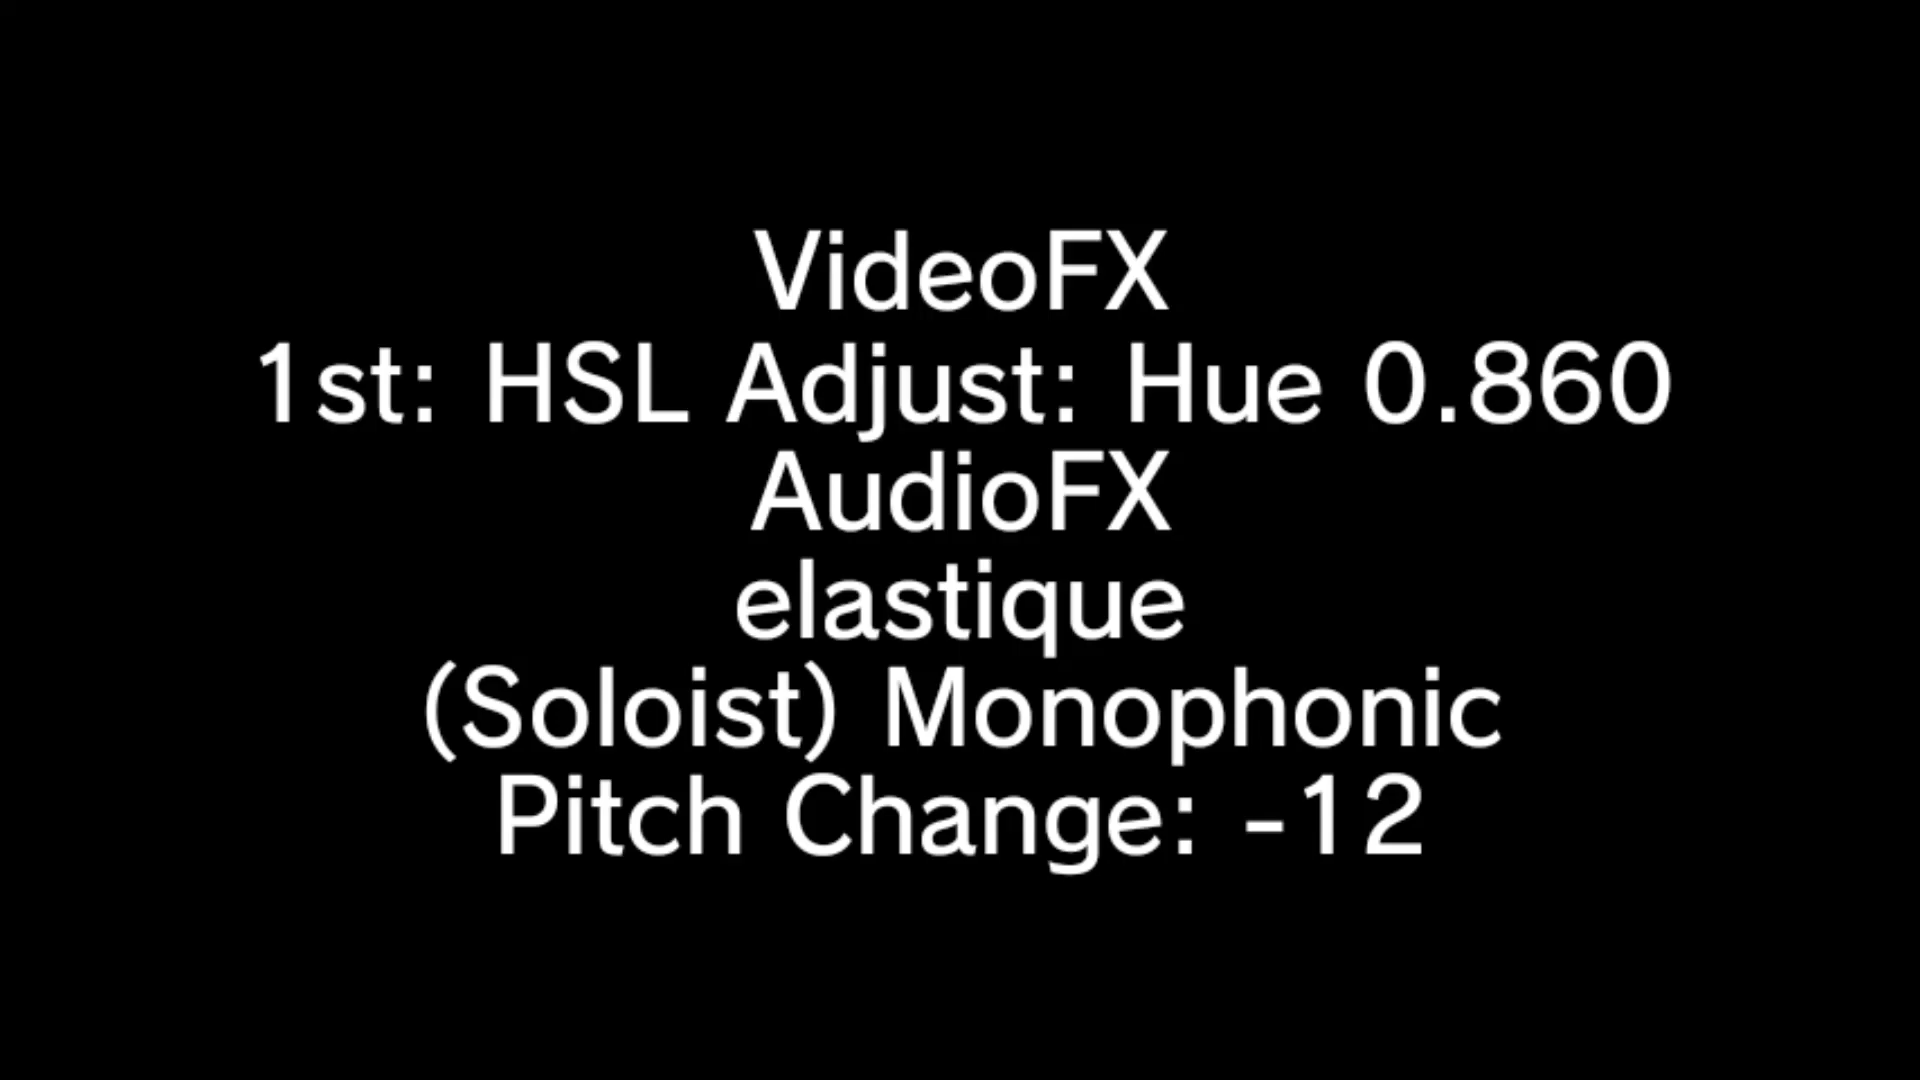 VideoFX
1st: HSL Adjust: Hue 0.860
AudioFX
elastique
(Soloist) Monophonic
Pitch Change: -12